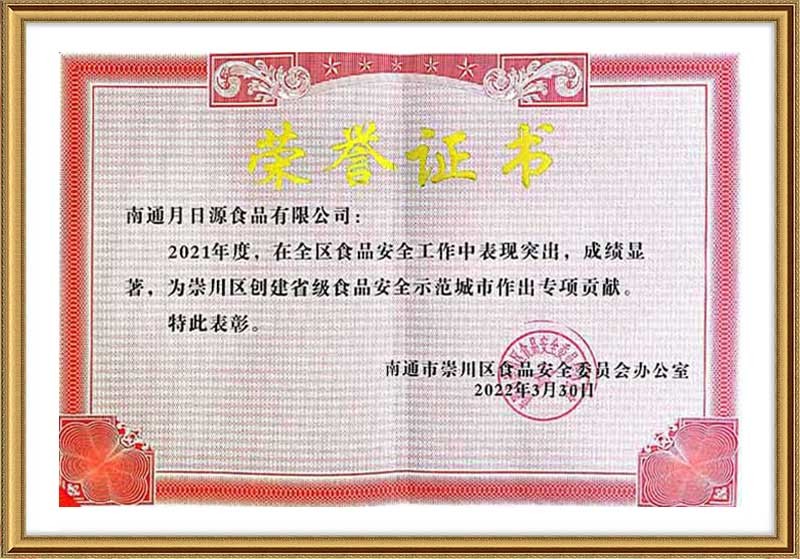 荣誉证书
南通月日源食品有限公司：
2021年度，在全区食品安全工作中表现突出，成绩显
著，为崇川区创建省级食品安全示范城市作出专项贡献。
特此表彰。
南通市崇川区食品安全委员会办公室
2022年3月30日